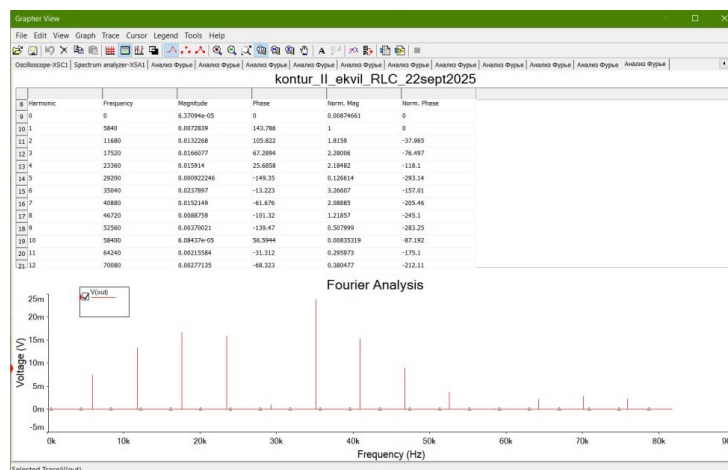 Grapher View
File Edit View Graph Trace Cursor Legend Tools Help
Oscilloscope-XSC1 Spectrum analyzer-XSA1 Анализ Фурье Анализ Фурье Анализ Фурье Анализ Фурье Анализ Фурье Анализ Фурье Анализ Фурье Анализ Фурье Анализ Фурье Анализ Фурье
kontur_II_ekvil_RLC_22sept2025
8 Harmonic Frequency Magnitude Phase Norm. Mag Norm. Phase
9 0 0 6.37094e-05 0 0.00874661
10 1 5840 0.0072839 143.786 1 0
11 2 11680 0.0132268 105.822 1.8159 -37.965
12 3 17520 0.0166077 67.2894 2.28006 -76.497
13 4 23360 0.015914 25.6858 2.18482 -118.1
14 5 29200 0.000922246 -149.35 0.126614 -293.14
15 6 35040 0.0237897 -13.223 3.26607 -157.01
16 7 40880 0.0152149 -61.676 2.08885 -205.46
17 8 46720 0.0088759 -101.32 1.21857 -245.1
18 9 52560 0.00370021 -139.47 0.507999 -283.25
19 10 58400 6.08437e-05 56.5944 0.00835319 -87.192
20 11 64240 0.00215584 -31.312 0.295973 -175.1
21 12 70080 0.00277135 -68.323 0.380477 -212.11
Fourier Analysis
V(out)
25m
20m
15m
10m
5m
0m
-5m
Voltage (V)
0k 10k 20k 30k 40k 50k 60k 70k 80k 90
Frequency (Hz)
Selected Trace:V(out)